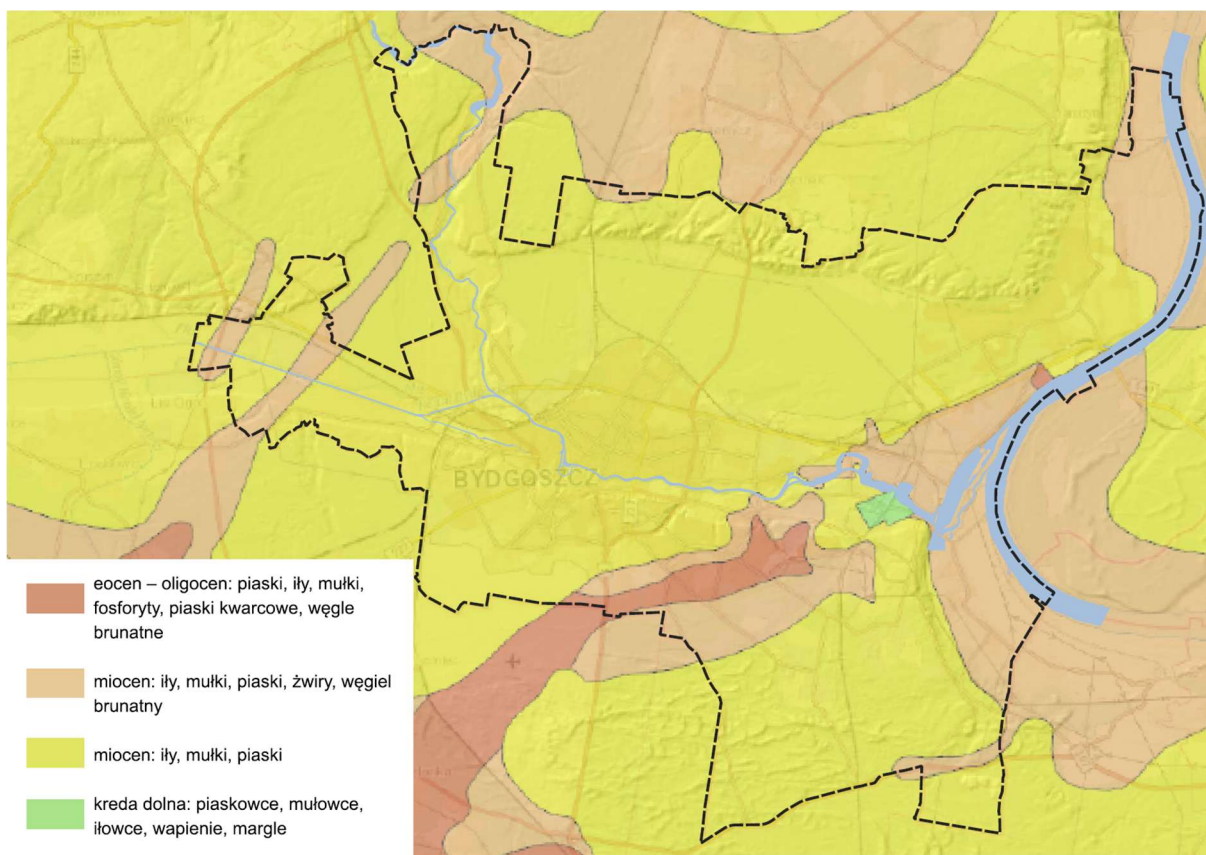 BYDGOSZCZ
eocen – oligocen: piaski, iły, mułki,
fosforyty, piaski kwarcowe, węgle
brunatne
miocen: iły, mułki, piaski, żwiry, węgiel
brunatny
miocen: iły, mułki, piaski
kreda dolna: piaskowce, mułowce,
iłowce, wapienie, margle